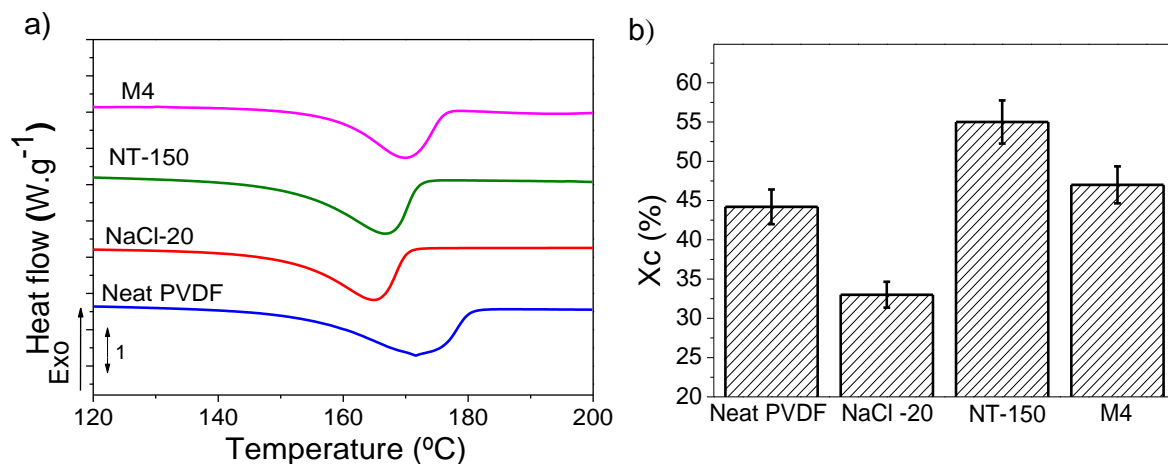 a)
M4
NT-150
NaCl-20
Neat PVDF
Heat flow (W.g-1)
Exo
1
120 140 160 180 200
Temperature (ºC)
b)
60
55
50
45
40
35
30
25
20
Xc (%)
Neat PVDF NaCl -20 NT-150 M4